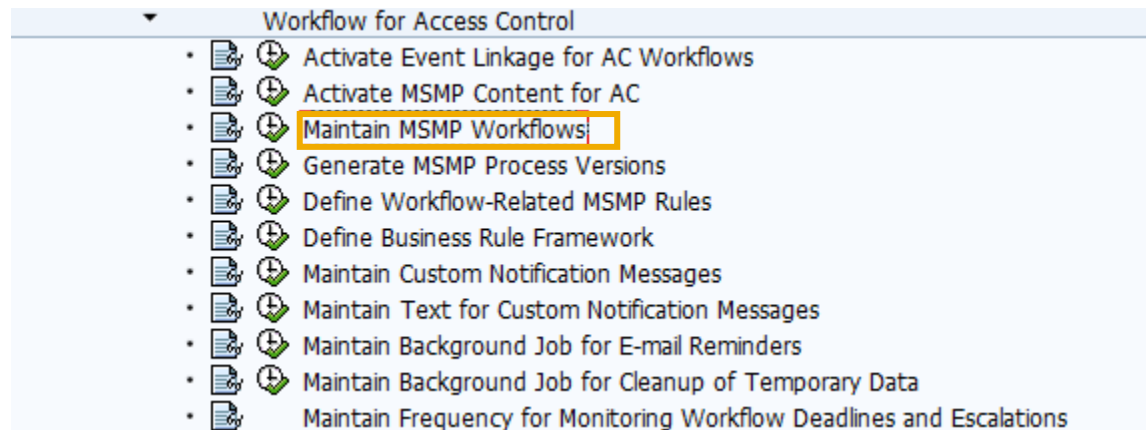 Workflow for Access Control
Activate Event Linkage for AC Workflows
Activate MSMP Content for AC
Maintain MSMP Workflows
Generate MSMP Process Versions
Define Workflow-Related MSMP Rules
Define Business Rule Framework
Maintain Custom Notification Messages
Maintain Text for Custom Notification Messages
Maintain Background Job for E-mail Reminders
Maintain Background Job for Cleanup of Temporary Data
Maintain Frequency for Monitoring Workflow Deadlines and Escalations